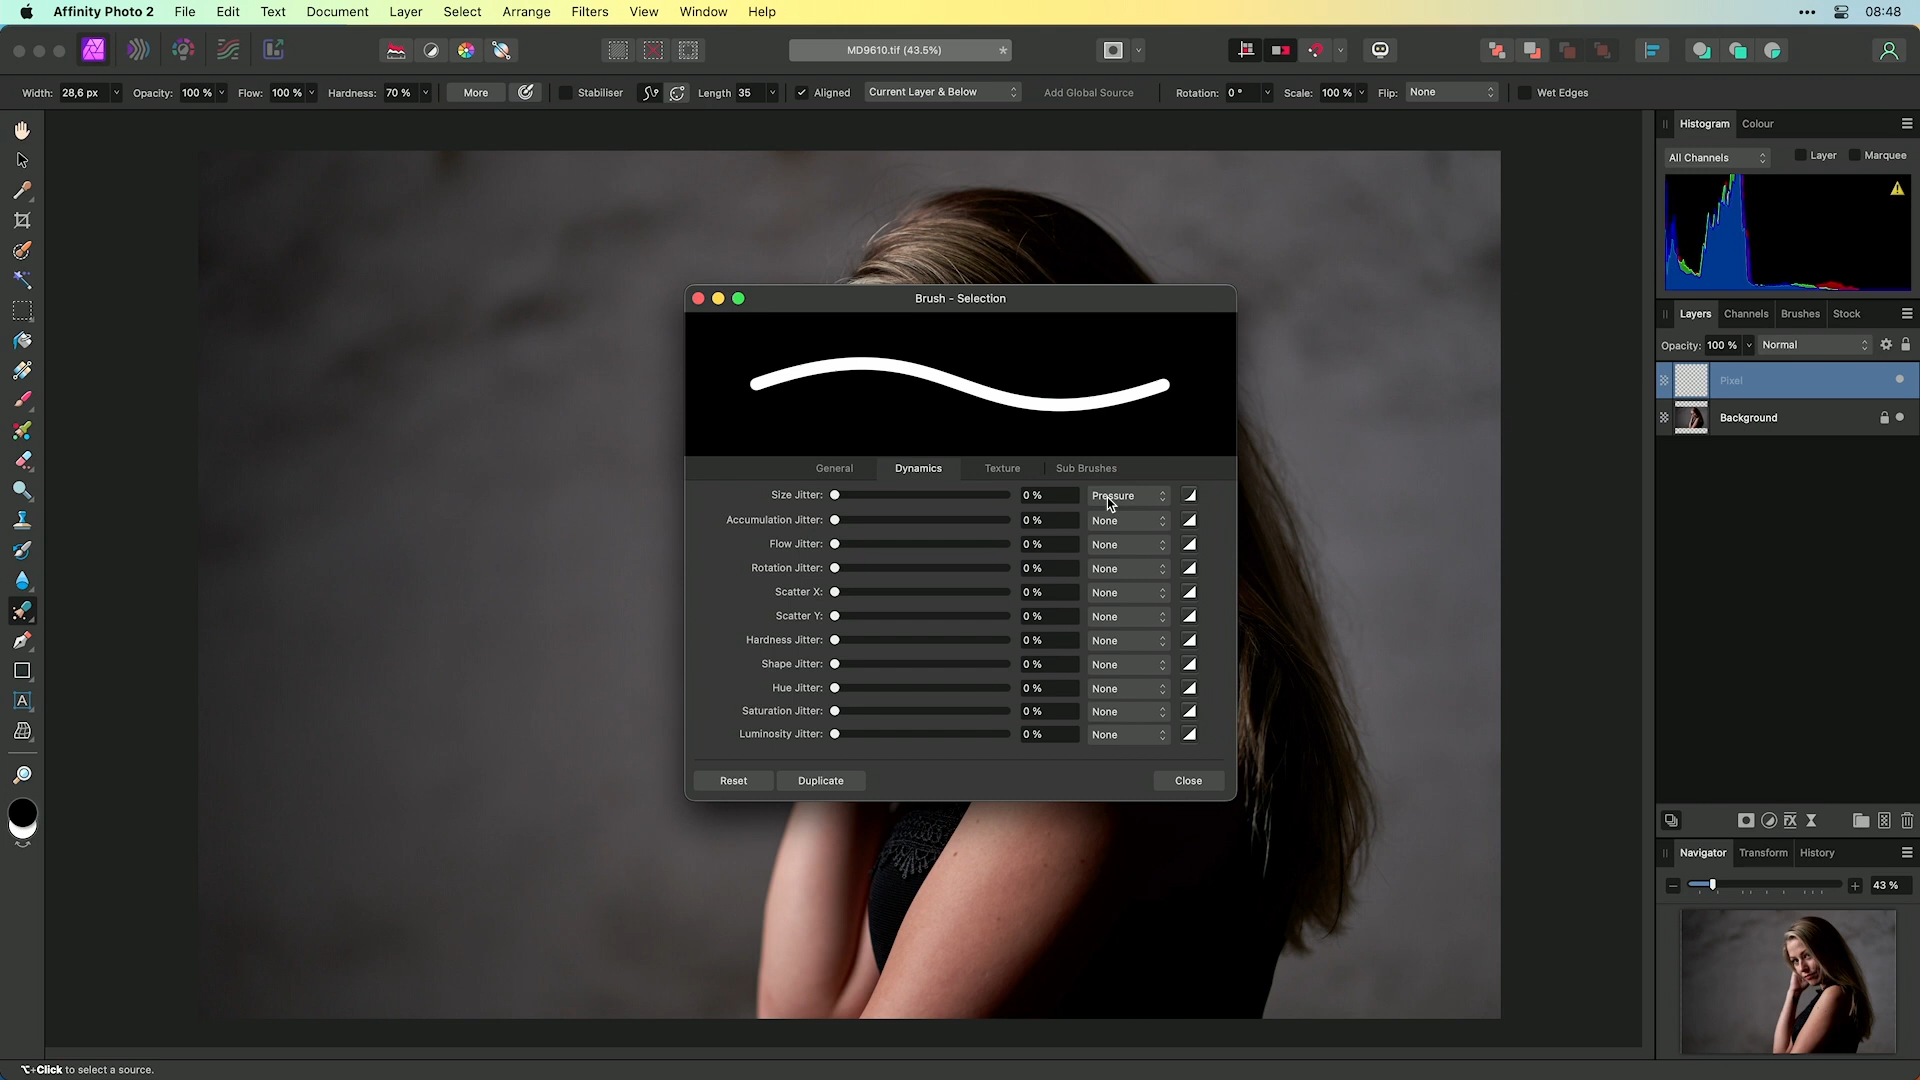 Affinity Photo 2 File Edit Text Document Layer Select Arrange Filters View Window Help 08:48
MD9610.tif (43.5%)
Width: 28,6 px Opacity: 100 % Flow: 100 % Hardness: 70 % More Stabiliser Length 35 Aligned Current Layer & Below Add Global Source Rotation: 0 ° Scale: 100 % Flip: None Wet Edges
Histogram Colour
All Channels Layer Marquee
Brush - Selection
Layers Channels Brushes Stock
Opacity: 100 % Normal
Pixel
Background
General Dynamics Texture Sub Brushes
Size Jitter: 0 % Pressure
Accumulation Jitter: 0 % None
Flow Jitter: 0 % None
Rotation Jitter: 0 % None
Scatter X: 0 % None
Scatter Y: 0 % None
Hardness Jitter: 0 % None
Shape Jitter: 0 % None
Hue Jitter: 0 % None
Saturation Jitter: 0 % None
Luminosity Jitter: 0 % None
Reset Duplicate Close
Navigator Transform History
43 %
⌥+Click to select a source.